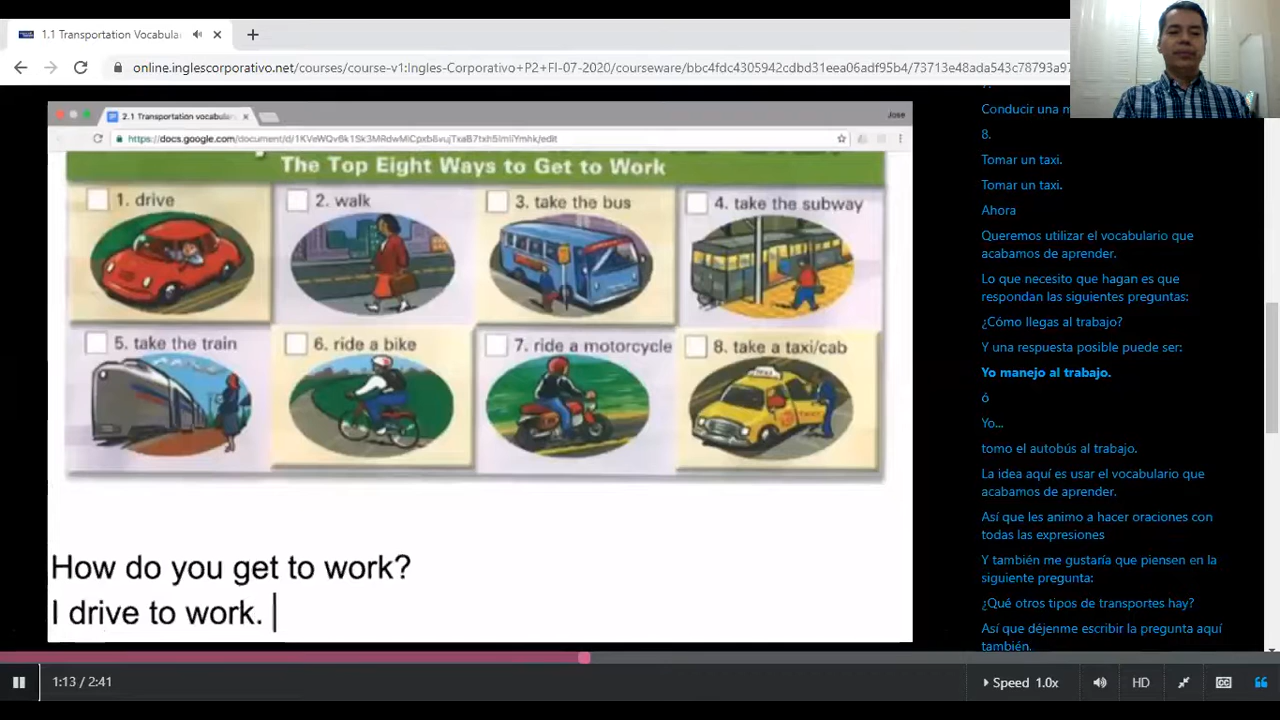 1.1 Transportation Vocabula
online.inglescorporativo.net/courses/course-v1:Ingles-Corporativo+P2+FI-07-2020/courseware/bbc4fdc4305942cdbd31eea06adf95b4/73713e48ada543c78793a97
2.1 Transportation vocabular
Jose
The Top Eight Ways to Get to Work
1. drive
2. walk
3. take the bus
4. take the subway
5. take the train
6. ride a bike
7. ride a motorcycle
8. take a taxi/cab
How do you get to work?
I drive to work.
Conducir una m
8.
Tomar un taxi.
Tomar un taxi.
Ahora
Queremos utilizar el vocabulario que
acabamos de aprender.
Lo que necesito que hagan es que
respondan las siguientes preguntas:
¿Cómo llegas al trabajo?
Y una respuesta posible puede ser:
Yo manejo al trabajo.
ó
Yo...
tomo el autobús al trabajo.
La idea aquí es usar el vocabulario que
acabamos de aprender.
Así que les animo a hacer oraciones con
todas las expresiones
Y también me gustaría que piensen en la
siguiente pregunta:
¿Qué otros tipos de transportes hay?
Así que déjenme escribir la pregunta aquí
también.
1:13 / 2:41
Speed 1.0x
HD
CC